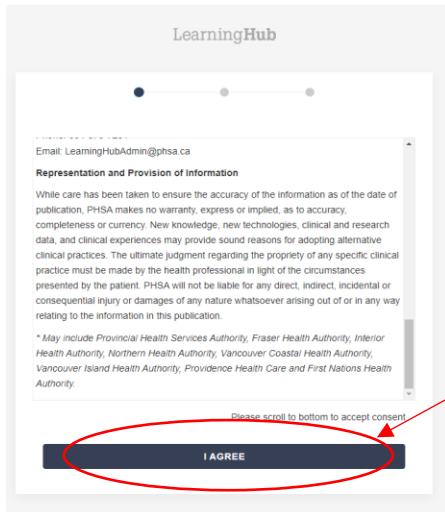 LearningHub
Email: LearningHubAdmin@phsa.ca
Representation and Provision of Information
While care has been taken to ensure the accuracy of the information as of the date of
publication, PHSA makes no warranty, express or implied, as to accuracy,
completeness or currency. New knowledge, new technologies, clinical and research
data, and clinical experiences may provide sound reasons for adopting alternative
clinical practices. The ultimate judgment regarding the propriety of any specific clinical
practice must be made by the health professional in light of the circumstances
presented by the patient. PHSA will not be liable for any direct, indirect, incidental or
consequential injury or damages of any nature whatsoever arising out of or in any way
relating to the information in this publication.
* May include Provincial Health Services Authority, Fraser Health Authority, Interior
Health Authority, Northern Health Authority, Vancouver Coastal Health Authority,
Vancouver Island Health Authority, Providence Health Care and First Nations Health
Authority.
Please scroll to bottom to accept consent
I AGREE